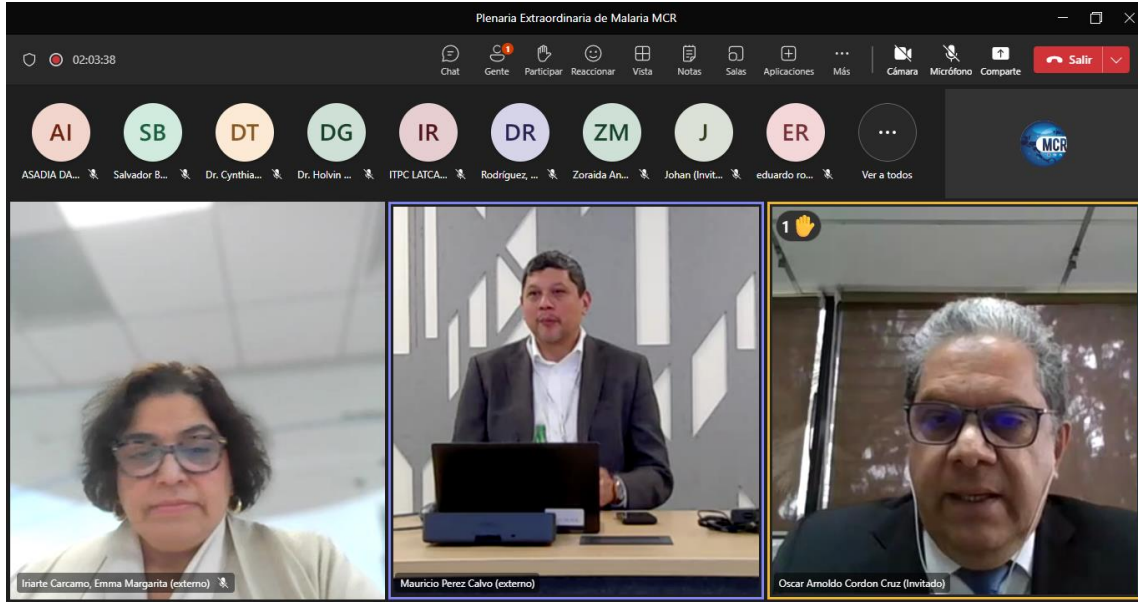 Plenaria Extraordinaria de Malaria MCR
02:03:38
Chat
Gente
1
Participar
Reaccionar
Vista
Notas
Salas
Aplicaciones
Más
Cámara
Micrófono
Comparte
Salir
AI
SB
DT
DG
IR
DR
ZM
J
ER
ASADIA DA...
Salvador B...
Dr. Cynthia...
Dr. Holvin ...
ITPC LATCA...
Rodríguez, ...
Zoraida An...
Johan (Invit...
eduardo ro...
Ver a todos
MCR
1
Iriarte Carcamo, Emma Margarita (externo)
Mauricio Perez Calvo (externo)
Oscar Arnoldo Cordon Cruz (Invitado)